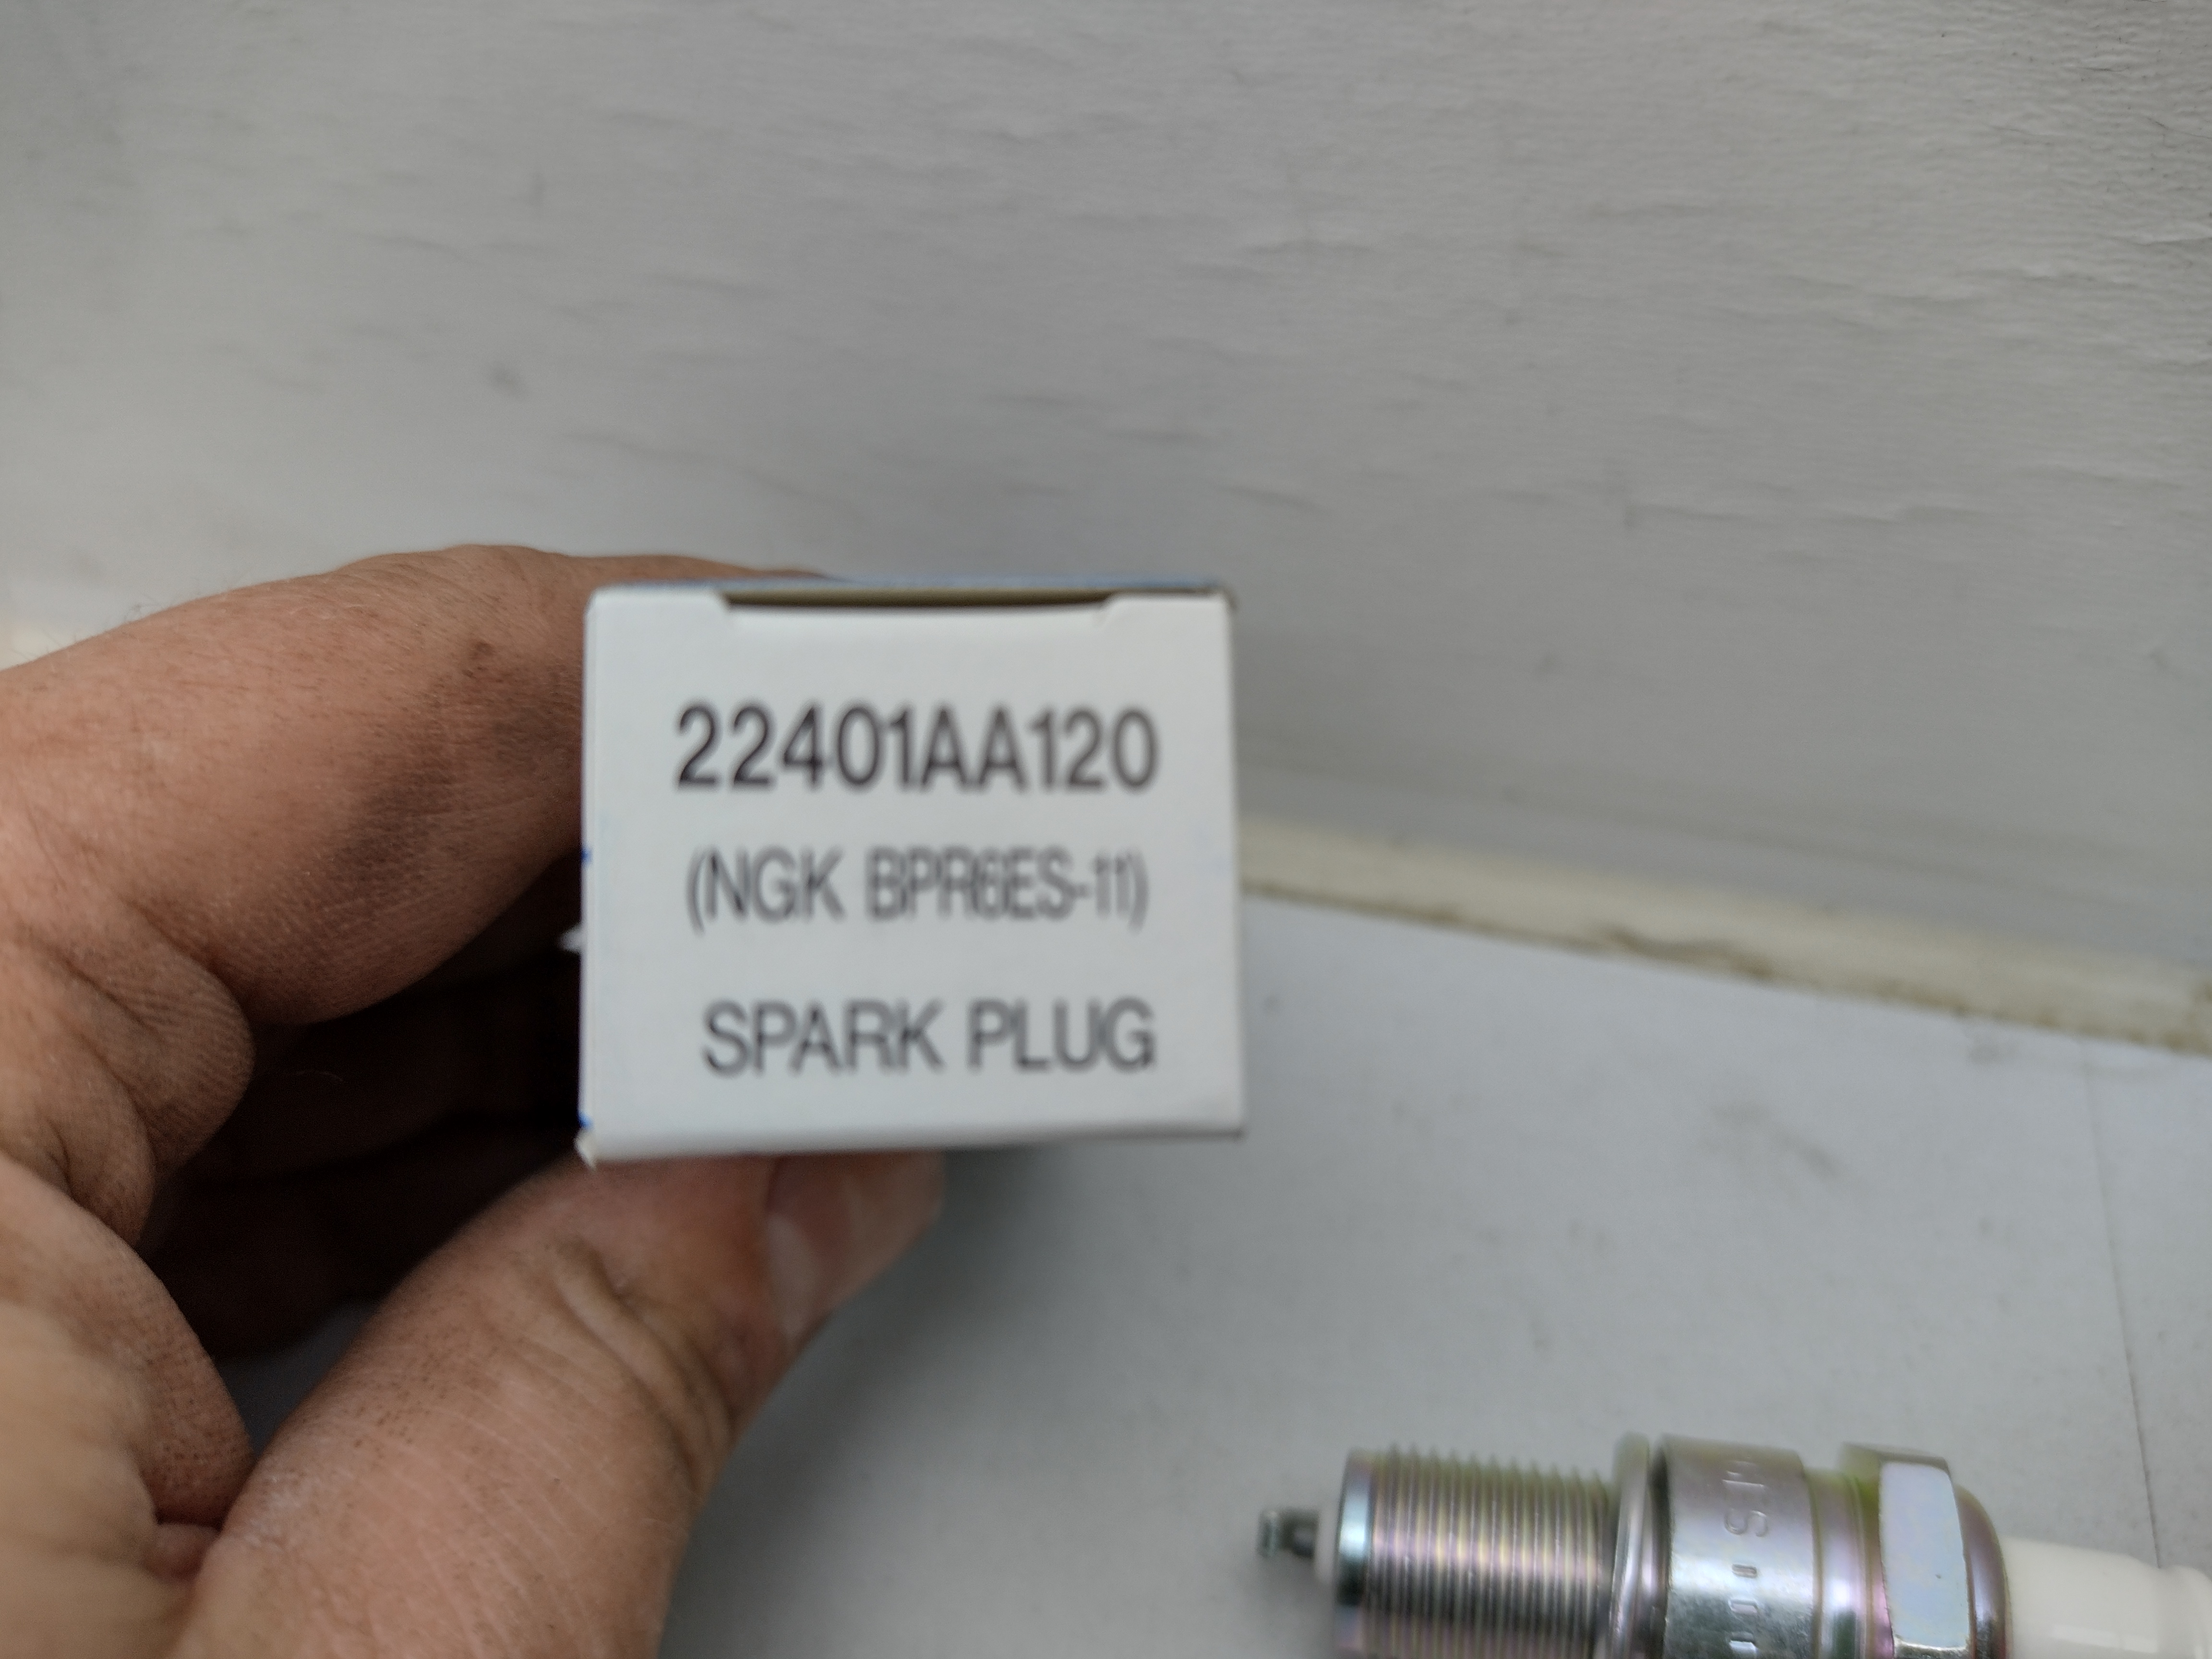 22401AA120
(NGK BPR6ES-11)
SPARK PLUG